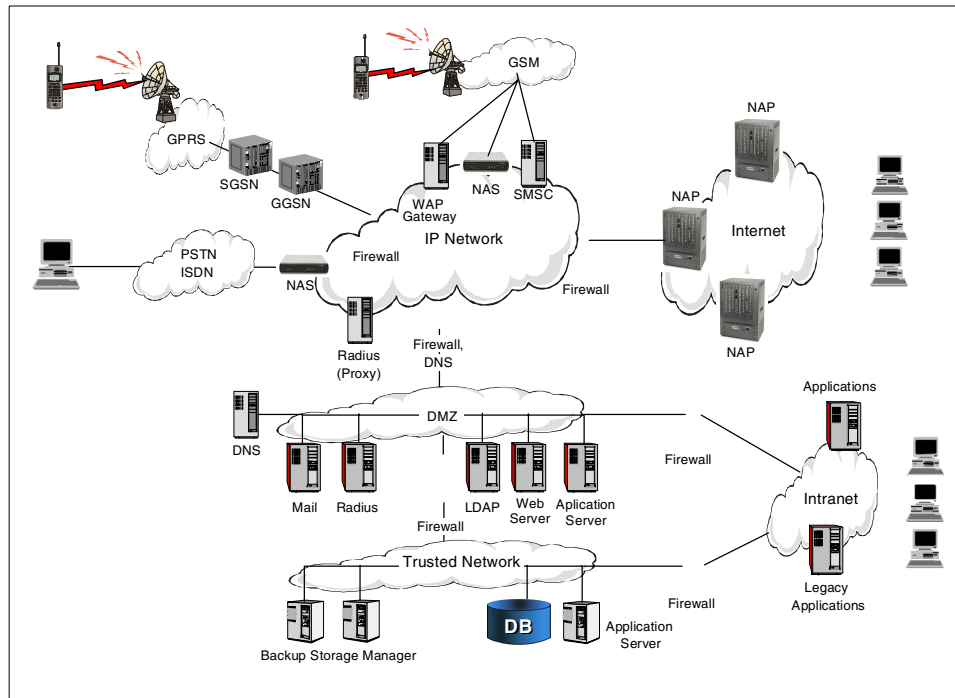 GSM
NAP
GPRS
SGSN
GGSN
WAP
Gateway
NAS
SMSC
NAP
IP Network
Internet
PSTN
ISDN
NAS
Firewall
Firewall
NAP
Radius
(Proxy)
Firewall,
DNS
Applications
DNS
DMZ
Firewall
Mail
Radius
LDAP
Web
Server
Aplication
Server
Intranet
Firewall
Trusted Network
Legacy
Applications
Firewall
Backup Storage Manager
DB
Application
Server